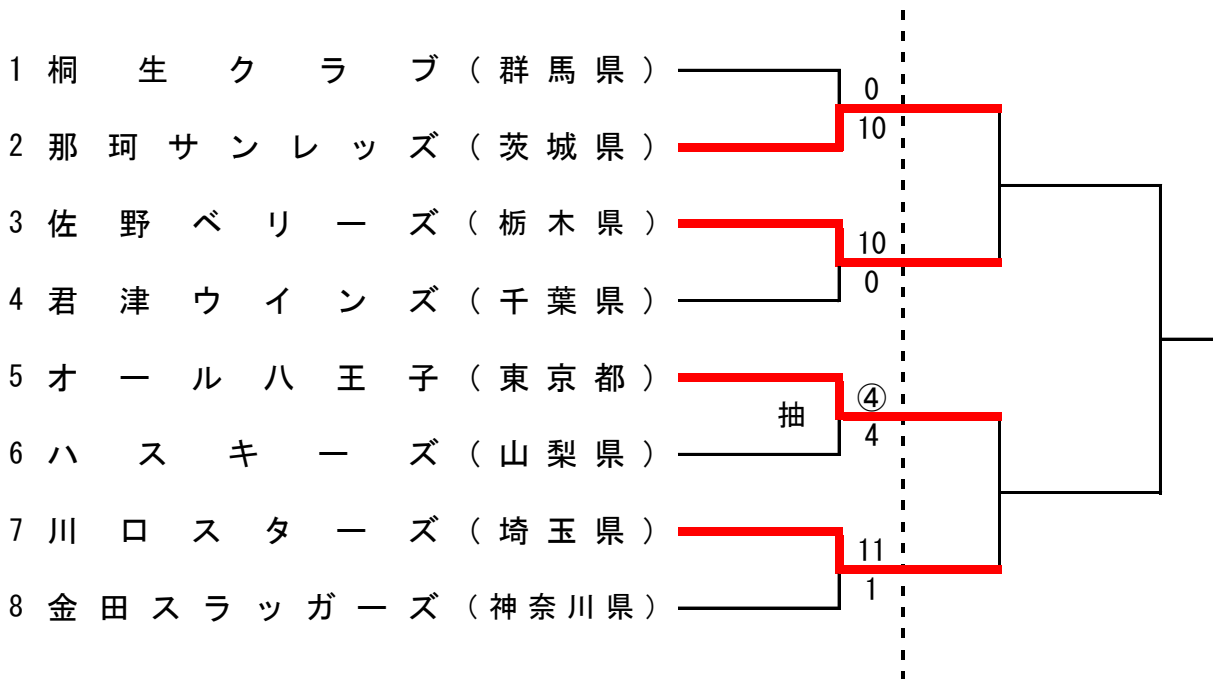 1 桐生クラブ(群馬県)
0
10
2 那珂サンレッズ(茨城県)
3 佐野ベリーズ(栃木県)
10
0
4 君津ウインズ(千葉県)
5 オール八王子(東京都)
抽
④
4
6 ハスキーズ(山梨県)
7 川口スターズ(埼玉県)
11
1
8 金田スラッガーズ(神奈川県)